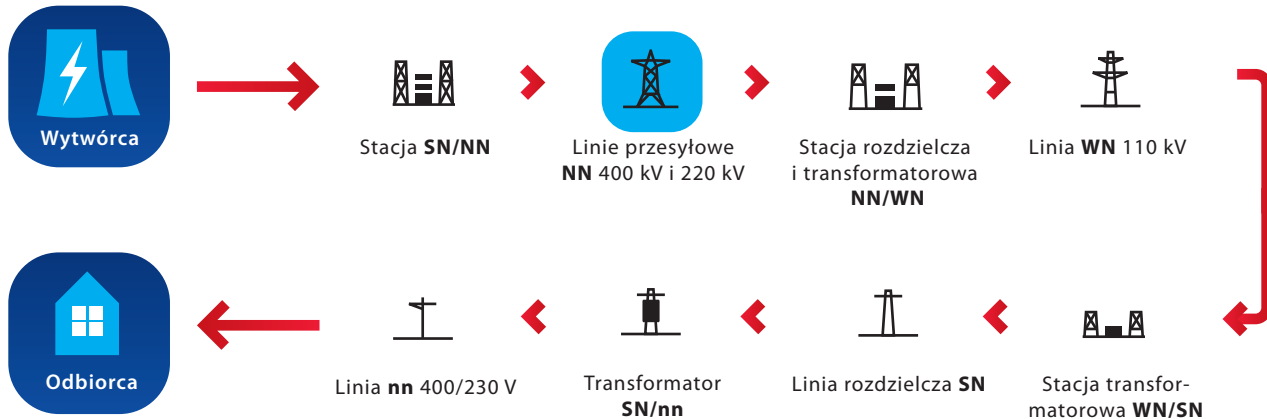 Wytwórca
Stacja SN/NN
Linie przesyłowe
NN 400 kV i 220 kV
Stacja rozdzielcza
i transformatorowa
NN/WN
Linia WN 110 kV
Odbiorca
Linia nn 400/230 V
Transformator
SN/nn
Linia rozdzielcza SN
Stacja transfor-
matorowa WN/SN